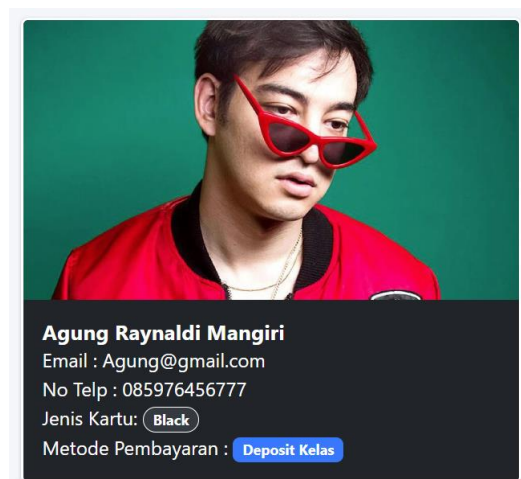 Agung Raynaldi Mangiri
Email : Agung@gmail.com
No Telp : 085976456777
Jenis Kartu: Black
Metode Pembayaran : Deposit Kelas